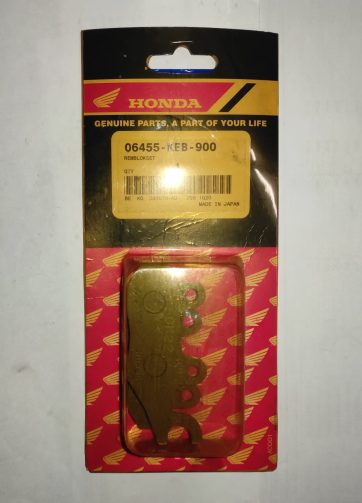 HONDA
GENUINE PARTS, A PART OF YOUR LIFE
06455-KEB-900
REMBLOKSET
QTY
MADE IN JAPAN